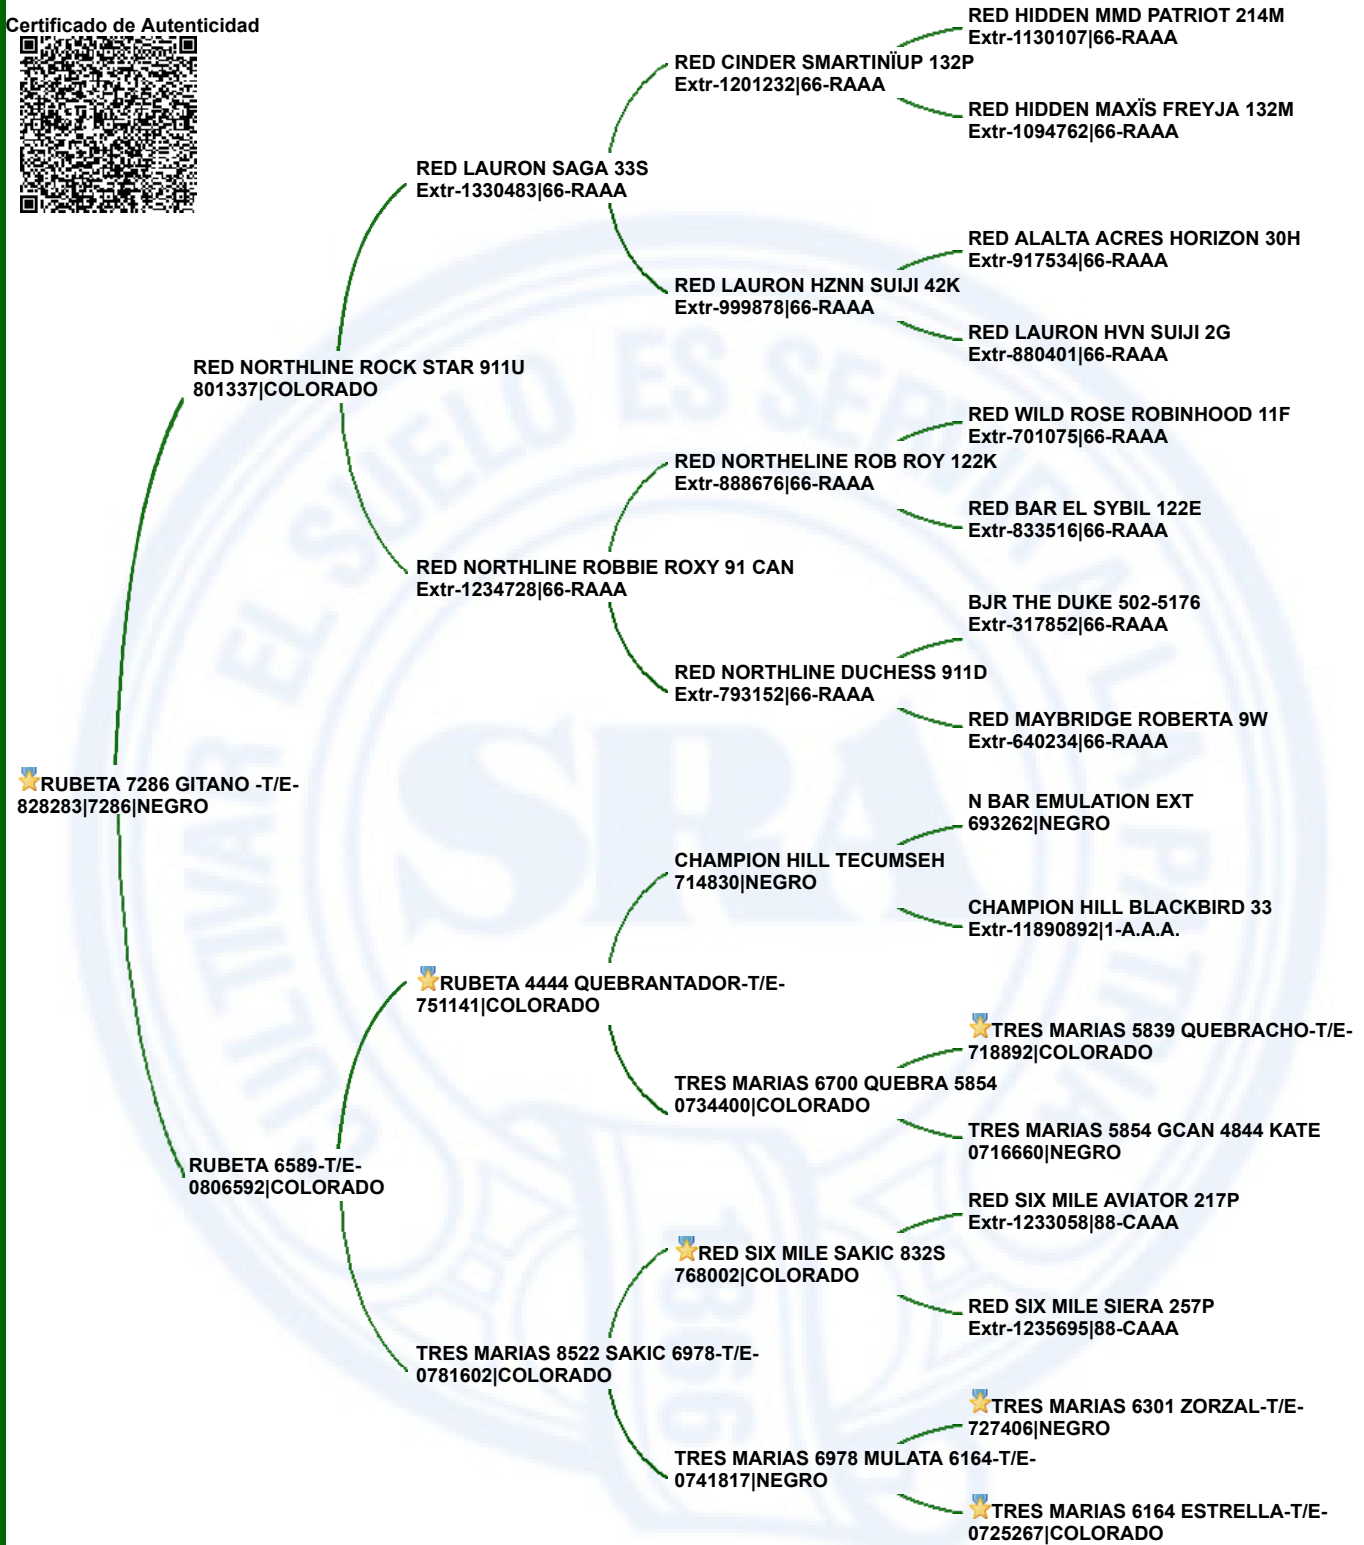 Certificado de Autenticidad
RED HIDDEN MMD PATRIOT 214M
Extr-1130107|66-RAAA
RED CINDER SMARTINÏUP 132P
Extr-1201232|66-RAAA
RED HIDDEN MAXÏS FREYJA 132M
Extr-1094762|66-RAAA
RED LAURON SAGA 33S
Extr-1330483|66-RAAA
RED ALALTA ACRES HORIZON 30H
Extr-917534|66-RAAA
RED LAURON HZNN SUIJI 42K
Extr-999878|66-RAAA
RED LAURON HVN SUIJI 2G
Extr-880401|66-RAAA
RED NORTHLINE ROCK STAR 911U
801337|COLORADO
RED WILD ROSE ROBINHOOD 11F
Extr-701075|66-RAAA
RED NORTHELINE ROB ROY 122K
Extr-888676|66-RAAA
RED BAR EL SYBIL 122E
Extr-833516|66-RAAA
RED NORTHLINE ROBBIE ROXY 91 CAN
Extr-1234728|66-RAAA
BJR THE DUKE 502-5176
Extr-317852|66-RAAA
RED NORTHLINE DUCHESS 911D
Extr-793152|66-RAAA
RED MAYBRIDGE ROBERTA 9W
Extr-640234|66-RAAA
RUBETA 7286 GITANO -T/E-
828283|7286|NEGRO
N BAR EMULATION EXT
693262|NEGRO
CHAMPION HILL TECUMSEH
714830|NEGRO
CHAMPION HILL BLACKBIRD 33
Extr-11890892|1-A.A.A.
RUBETA 4444 QUEBRANTADOR-T/E-
751141|COLORADO
TRES MARIAS 5839 QUEBRACHO-T/E-
718892|COLORADO
TRES MARIAS 6700 QUEBRA 5854
0734400|COLORADO
TRES MARIAS 5854 GCAN 4844 KATE
0716660|NEGRO
RUBETA 6589-T/E-
0806592|COLORADO
RED SIX MILE AVIATOR 217P
Extr-1233058|88-CAAA
RED SIX MILE SAKIC 832S
768002|COLORADO
RED SIX MILE SIERA 257P
Extr-1235695|88-CAAA
TRES MARIAS 8522 SAKIC 6978-T/E-
0781602|COLORADO
TRES MARIAS 6301 ZORZAL-T/E-
727406|NEGRO
TRES MARIAS 6978 MULATA 6164-T/E-
0741817|NEGRO
TRES MARIAS 6164 ESTRELLA-T/E-
0725267|COLORADO
CULTIVAR EL SUELO ES SERVIR A LA PATRIA
SRA
1866